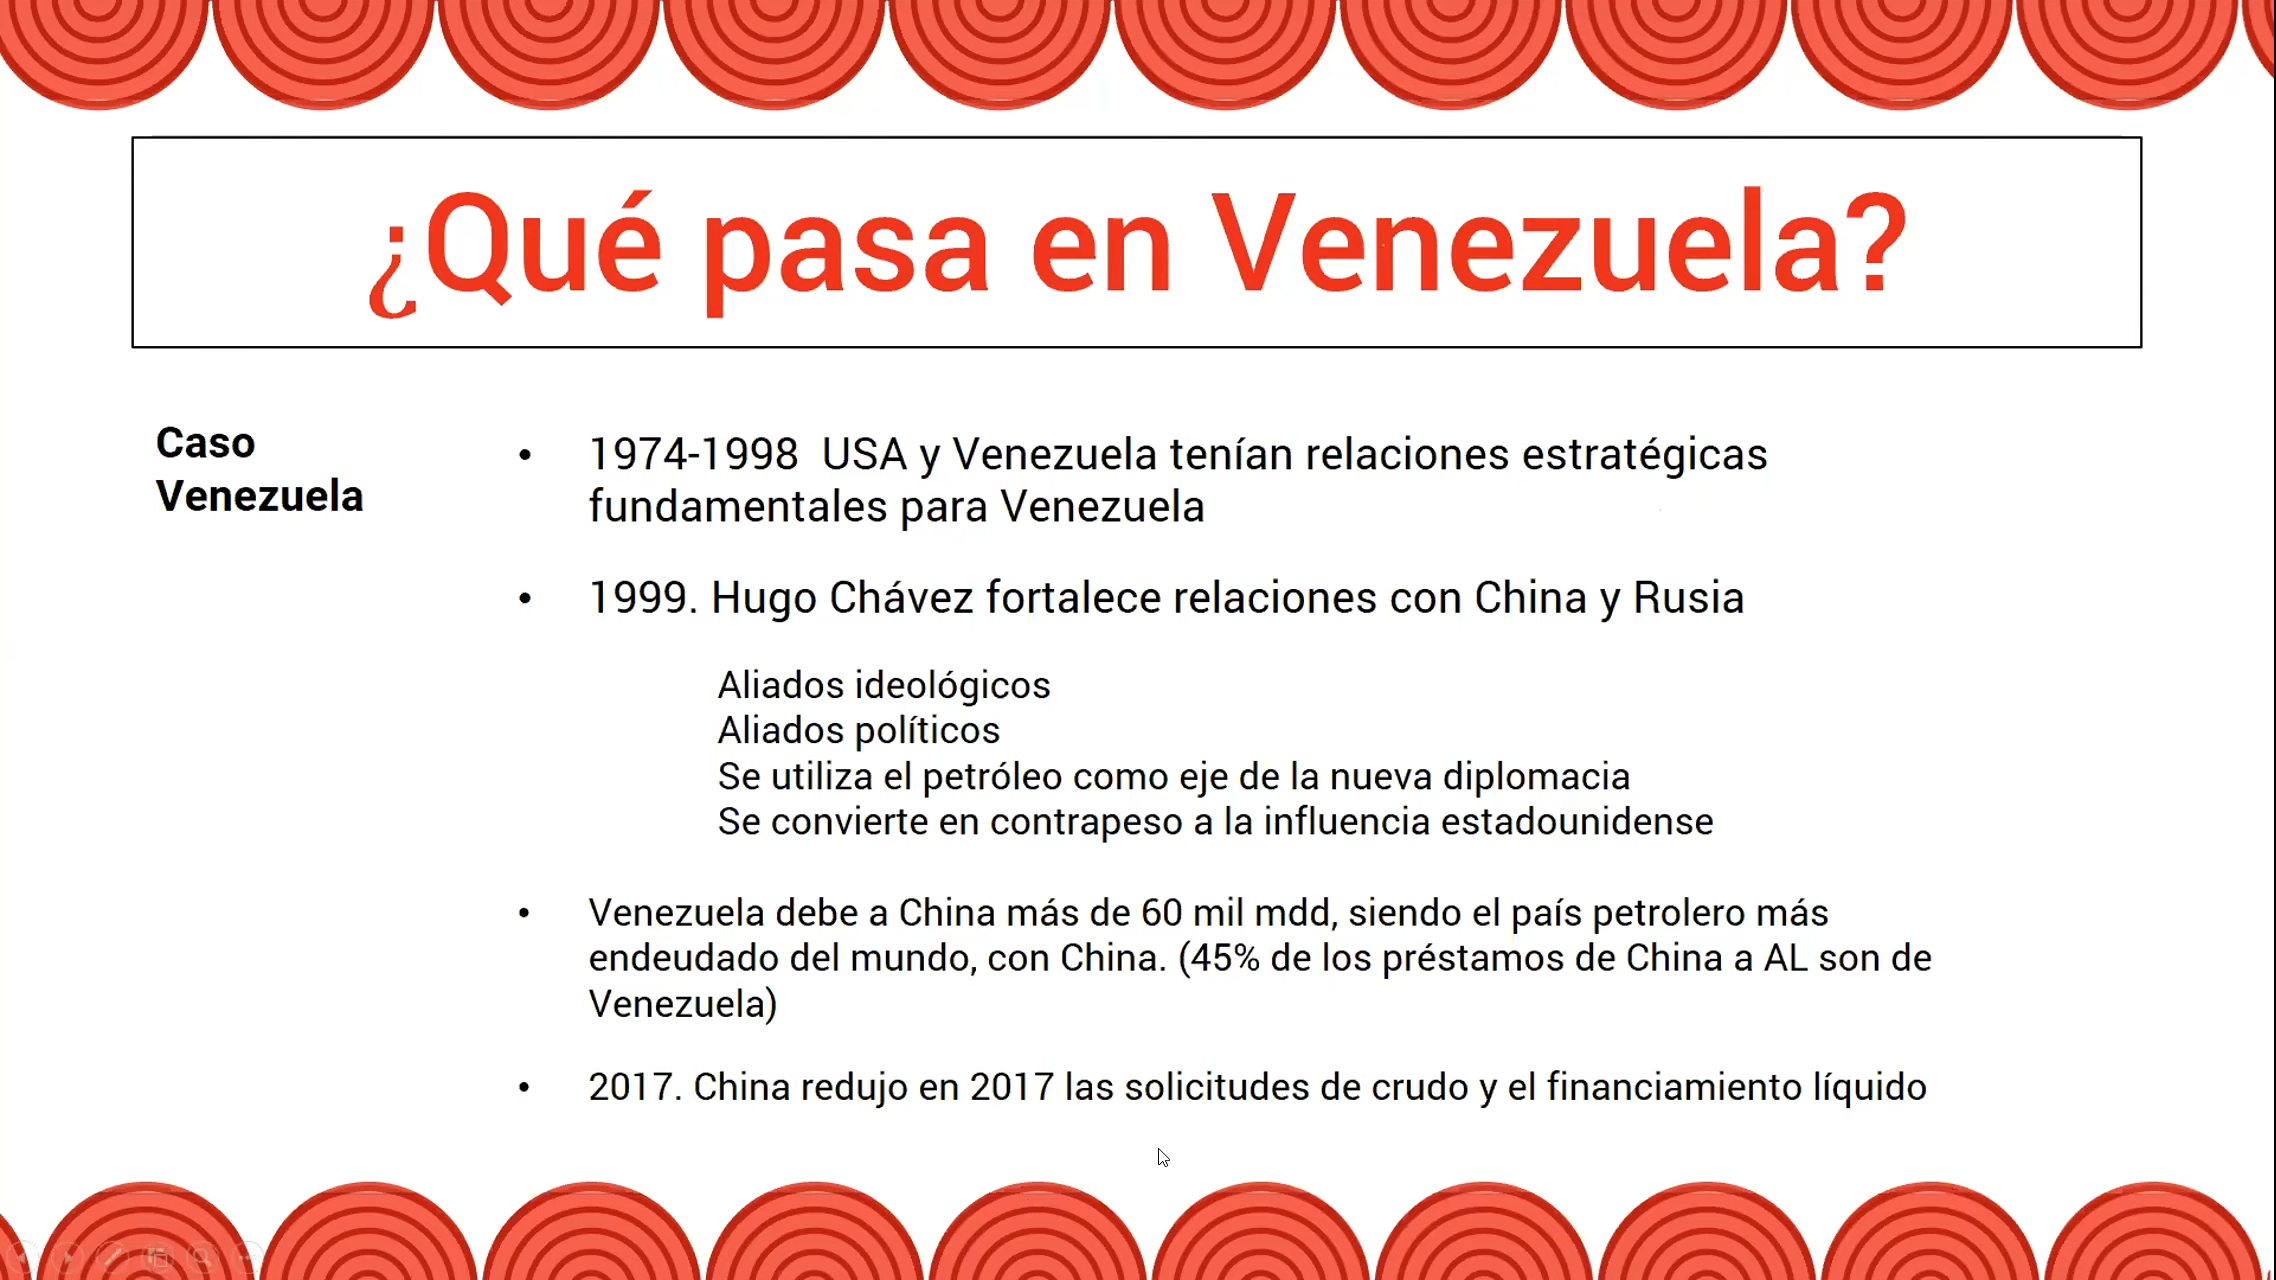 ¿Qué pasa en Venezuela?
Caso
Venezuela
• 1974-1998  USA y Venezuela tenían relaciones estratégicas
fundamentales para Venezuela
• 1999. Hugo Chávez fortalece relaciones con China y Rusia
Aliados ideológicos
Aliados políticos
Se utiliza el petróleo como eje de la nueva diplomacia
Se convierte en contrapeso a la influencia estadounidense
• Venezuela debe a China más de 60 mil mdd, siendo el país petrolero más
endeudado del mundo, con China. (45% de los préstamos de China a AL son de
Venezuela)
• 2017. China redujo en 2017 las solicitudes de crudo y el financiamiento líquido